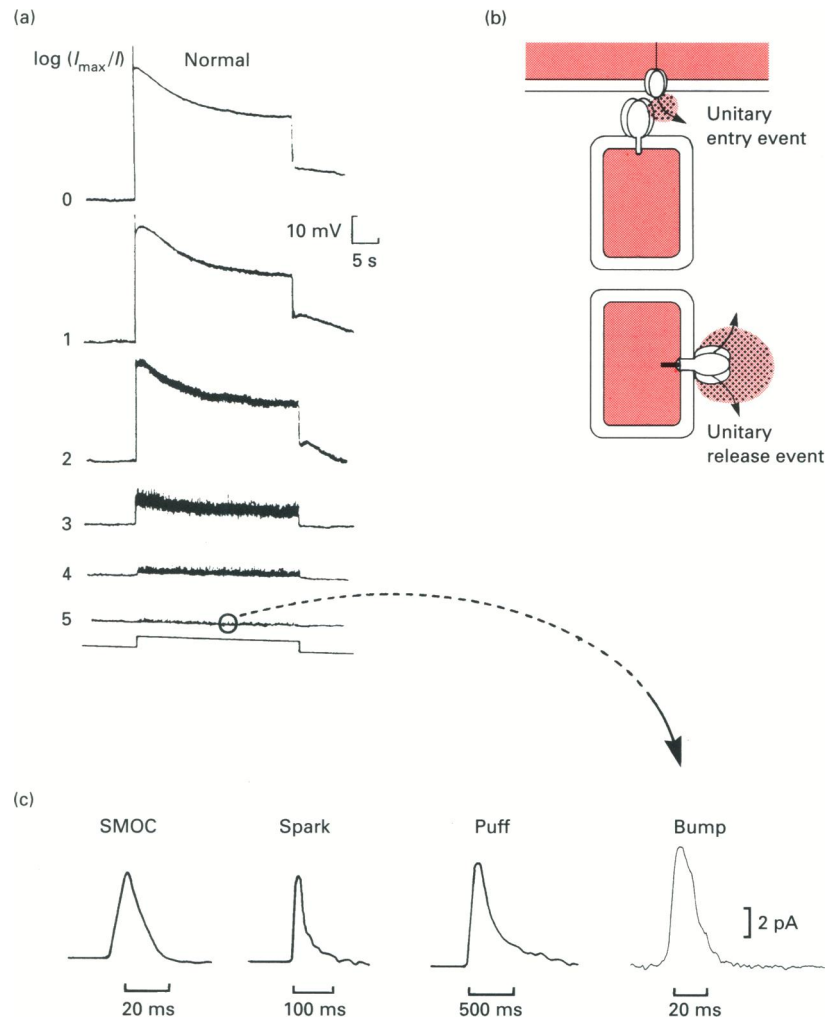 (a)
log (Imax/I)
Normal
0
10 mV
5 s
1
2
3
4
5
(b)
Unitary
entry event
Unitary
release event
(c)
SMOC
Spark
Puff
Bump
2 pA
20 ms
100 ms
500 ms
20 ms